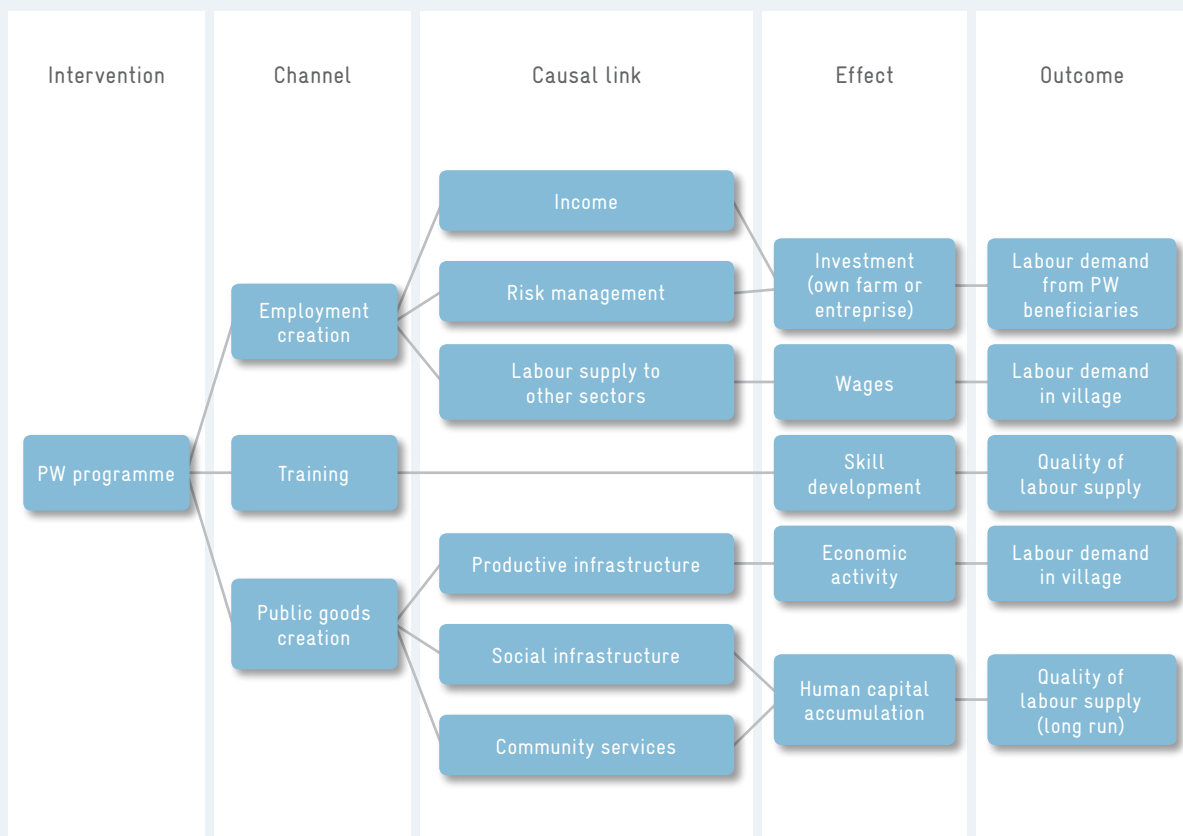 Intervention
Channel
Causal link
Effect
Outcome
Income
Risk management
Labour supply to
other sectors
Employment
creation
Investment
(own farm or
entreprise)
Labour demand
from PW
beneficiaries
Wages
Labour demand
in village
PW programme
Training
Skill
development
Quality of
labour supply
Public goods
creation
Productive infrastructure
Economic
activity
Labour demand
in village
Social infrastructure
Community services
Human capital
accumulation
Quality of
labour supply
(long run)